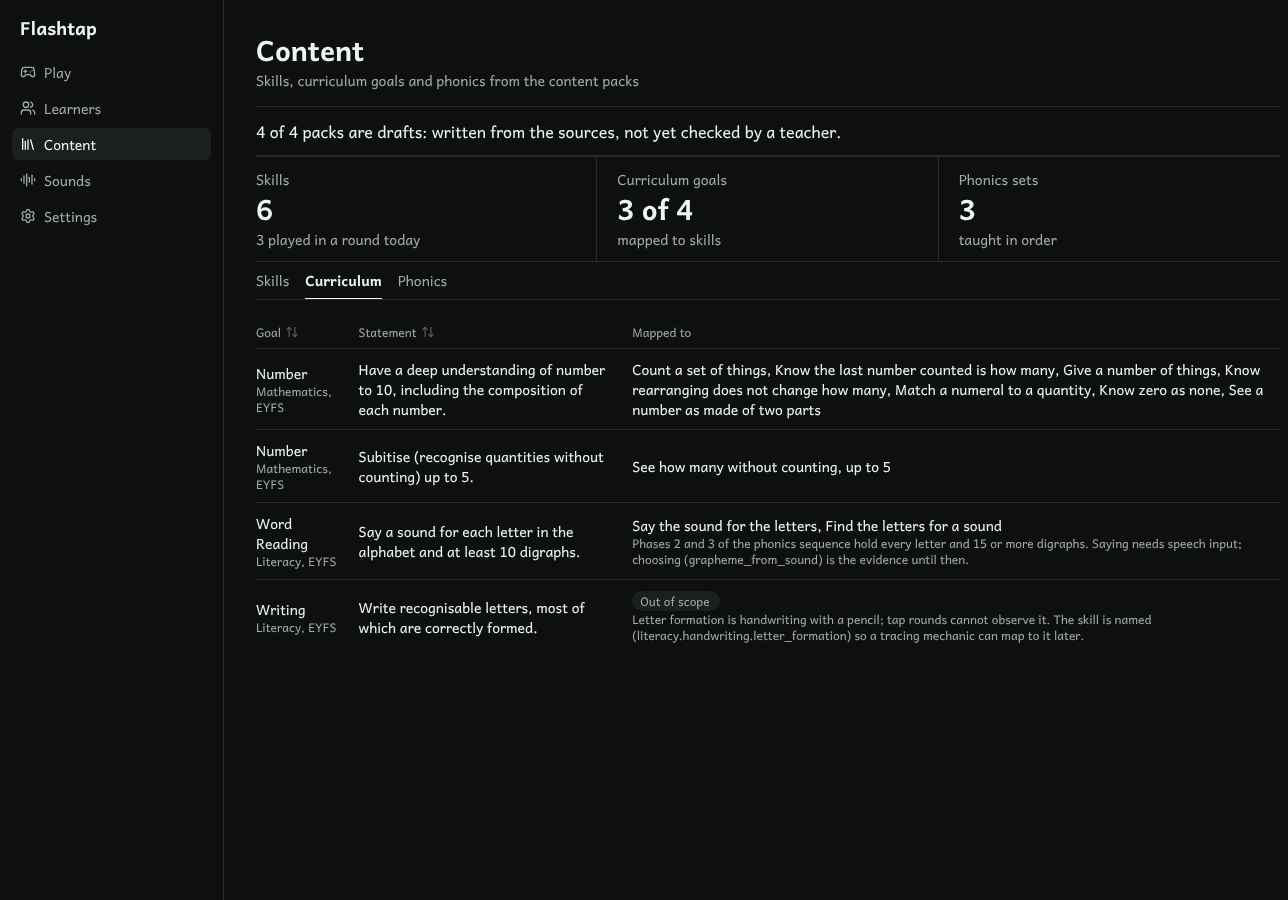 Flashtap
Play
Learners
Content
Sounds
Settings
Content
Skills, curriculum goals and phonics from the content packs
4 of 4 packs are drafts: written from the sources, not yet checked by a teacher.
Skills
6
3 played in a round today
Curriculum goals
3 of 4
mapped to skills
Phonics sets
3
taught in order
Skills
Curriculum
Phonics
Goal
Statement
Mapped to
Number
Mathematics,
EYFS
Have a deep understanding of number
to 10, including the composition of
each number.
Count a set of things, Know the last number counted is how many, Give a number of things, Know
rearranging does not change how many, Match a numeral to a quantity, Know zero as none, See a
number as made of two parts
Number
Mathematics,
EYFS
Subitise (recognise quantities without
counting) up to 5.
See how many without counting, up to 5
Word
Reading
Literacy, EYFS
Say a sound for each letter in the
alphabet and at least 10 digraphs.
Say the sound for the letters, Find the letters for a sound
Phases 2 and 3 of the phonics sequence hold every letter and 15 or more digraphs. Saying needs speech input;
choosing (grapheme_from_sound) is the evidence until then.
Writing
Literacy, EYFS
Write recognisable letters, most of
which are correctly formed.
Out of scope
Letter formation is handwriting with a pencil; tap rounds cannot observe it. The skill is named
(literacy.handwriting.letter_formation) so a tracing mechanic can map to it later.